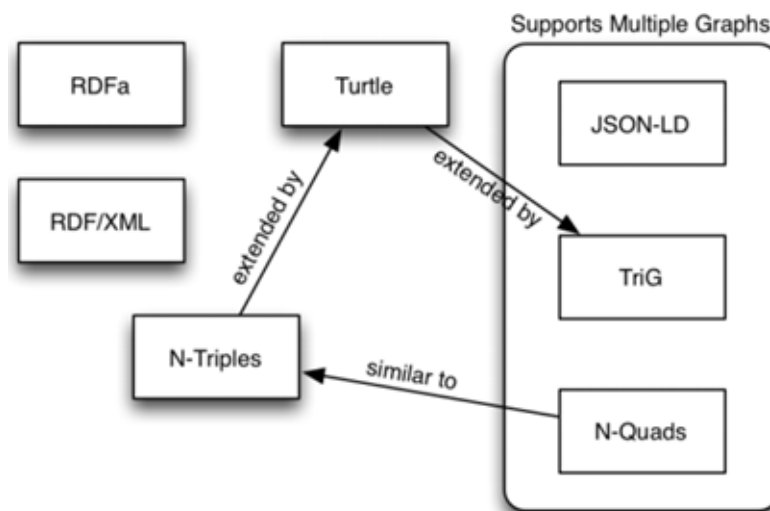 Supports Multiple Graphs
RDFa
Turtle
JSON-LD
extended by
extended by
RDF/XML
TriG
N-Triples
similar to
N-Quads